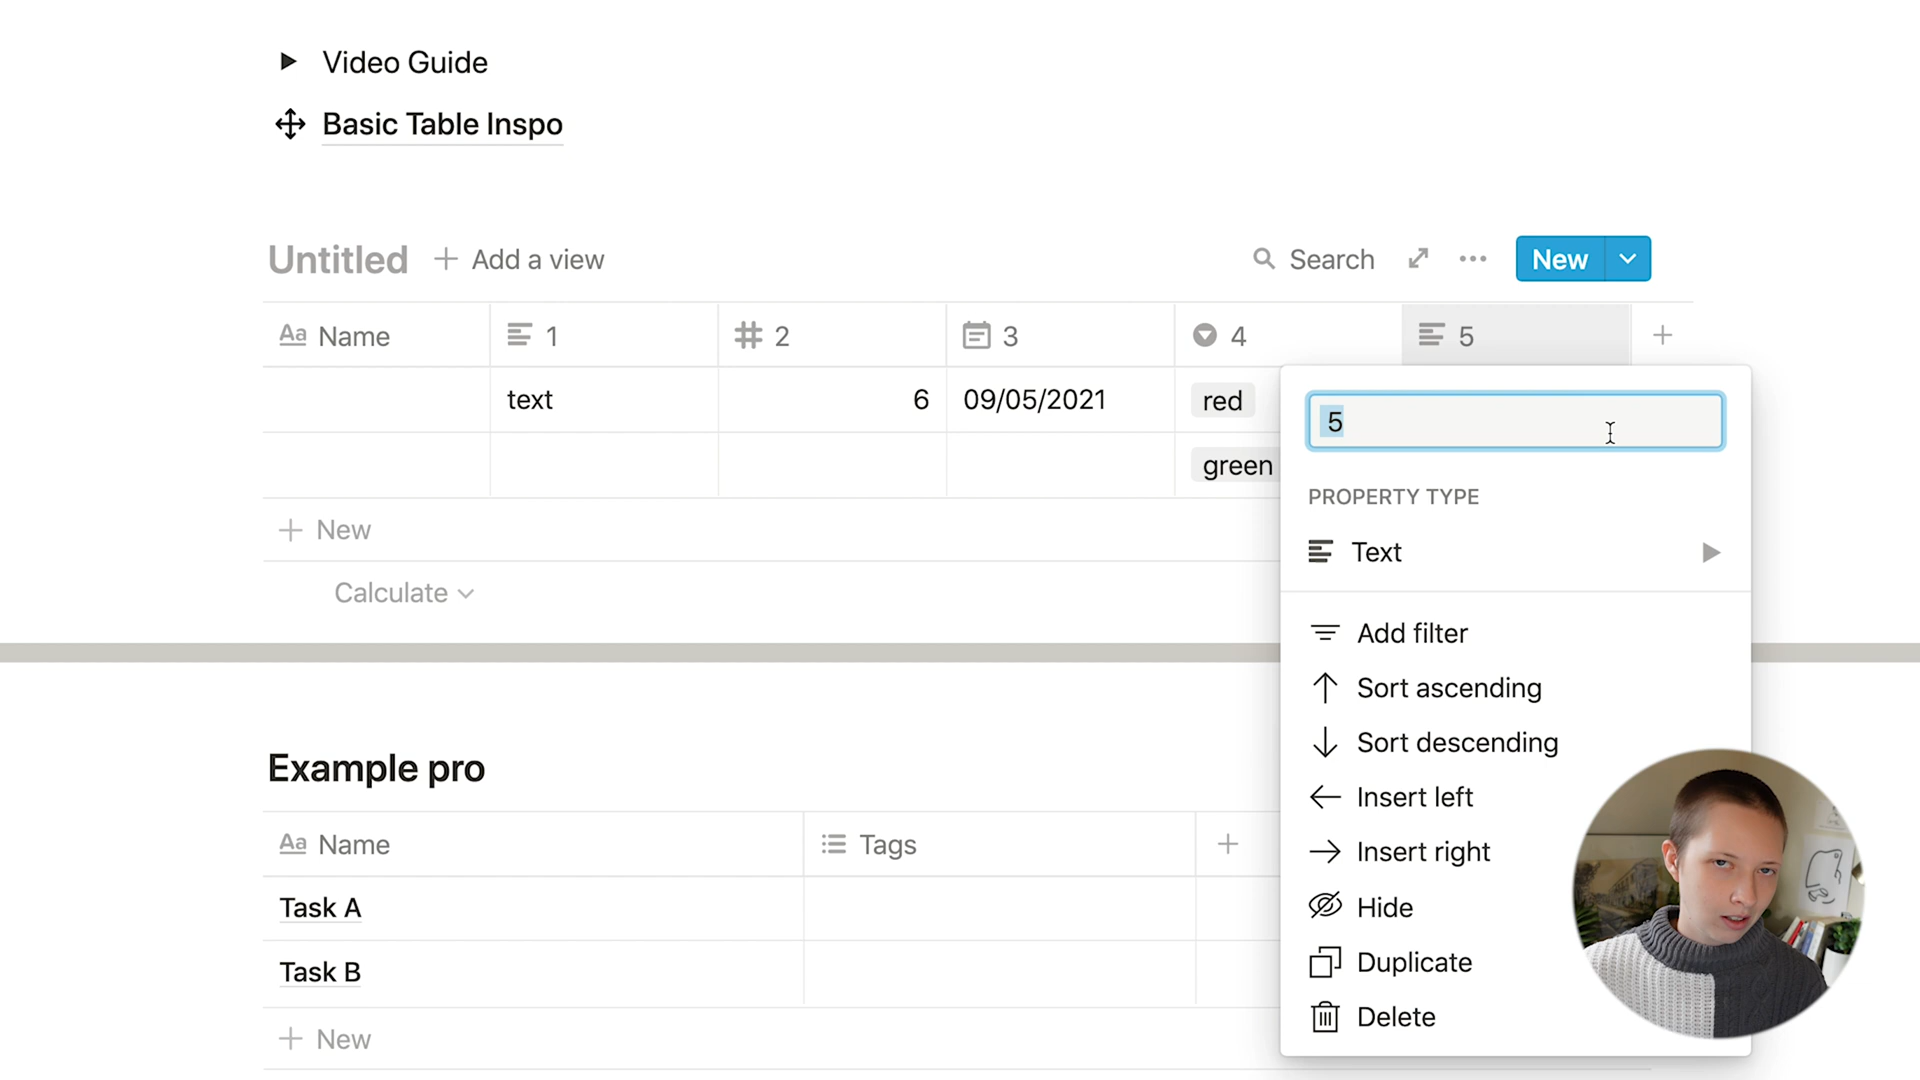 Video Guide
Basic Table Inspo
Untitled + Add a view Search New
Aa Name 1 2 3 4 5 +
text 6 09/05/2021 red
green
+ New
Calculate
5
PROPERTY TYPE
Text
Add filter
Sort ascending
Sort descending
Insert left
Insert right
Hide
Duplicate
Delete
Example pro
Aa Name Tags +
Task A
Task B
+ New